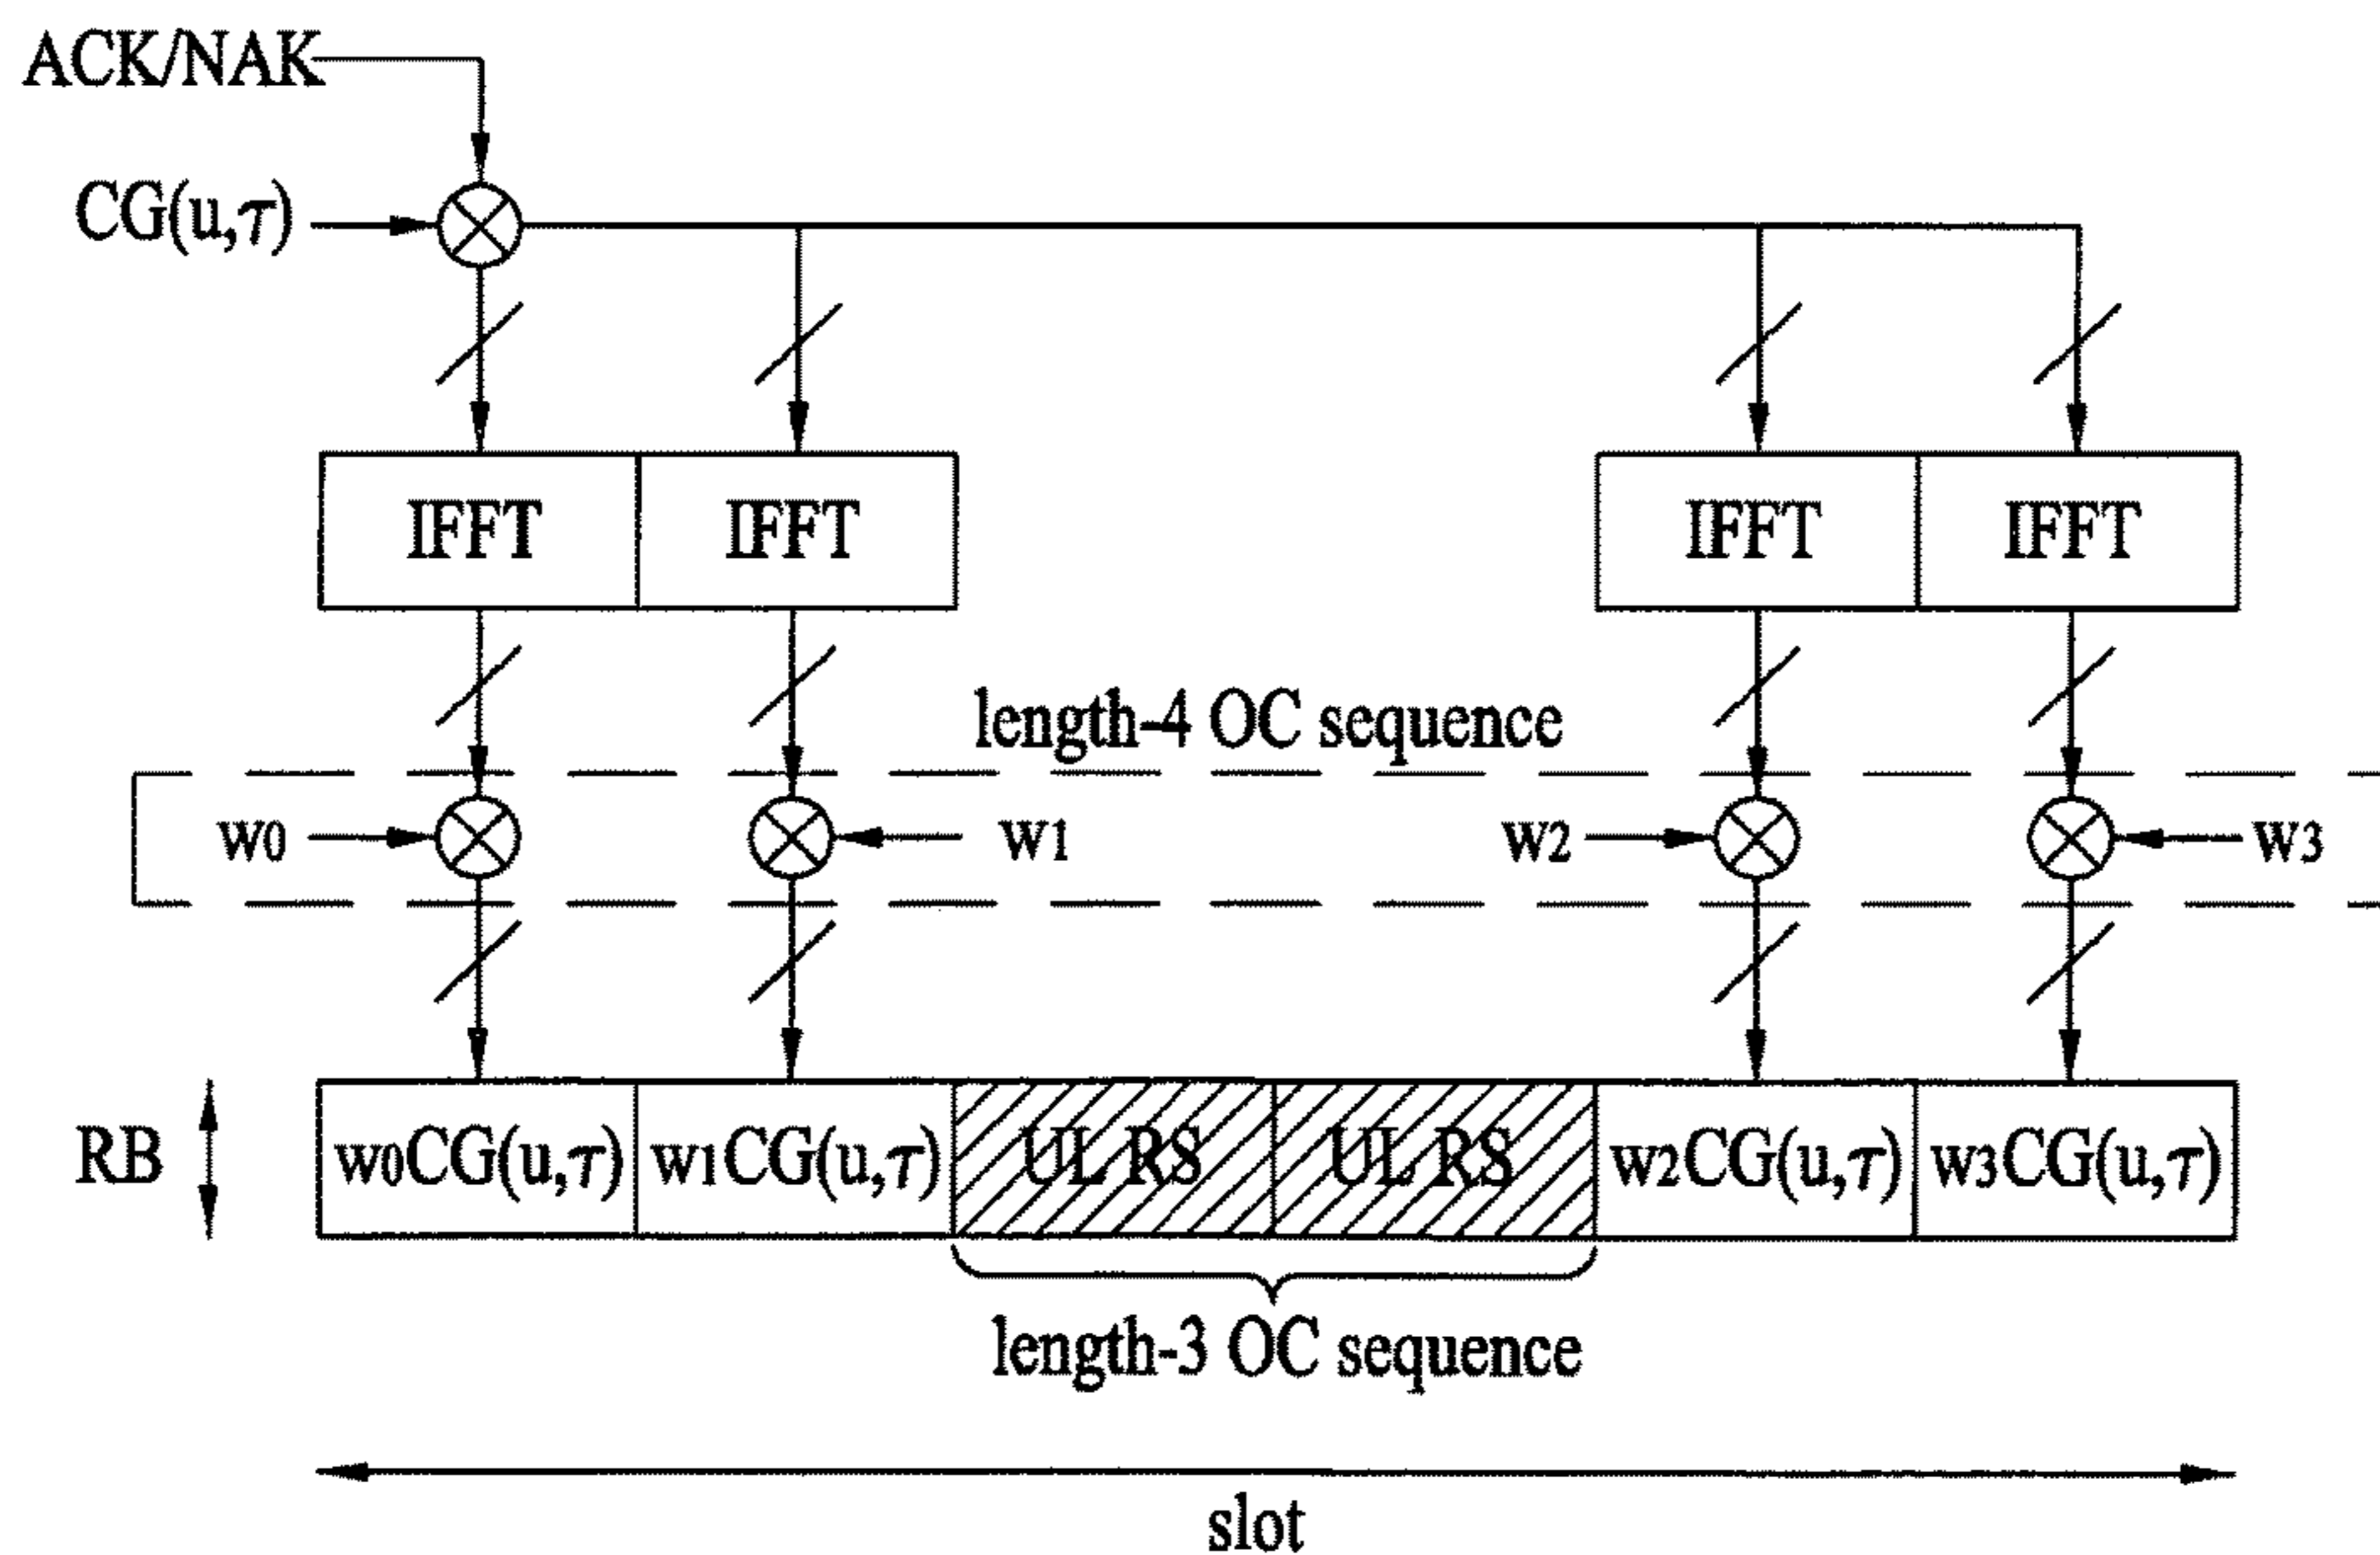 ACK/NAK
CG(u,τ)
IFFT IFFT IFFT IFFT
length-4 OC sequence
w0 w1 w2 w3
RB w0CG(u,τ) w1CG(u,τ) UL RS UL RS w2CG(u,τ) w3CG(u,τ)
length-3 OC sequence
slot